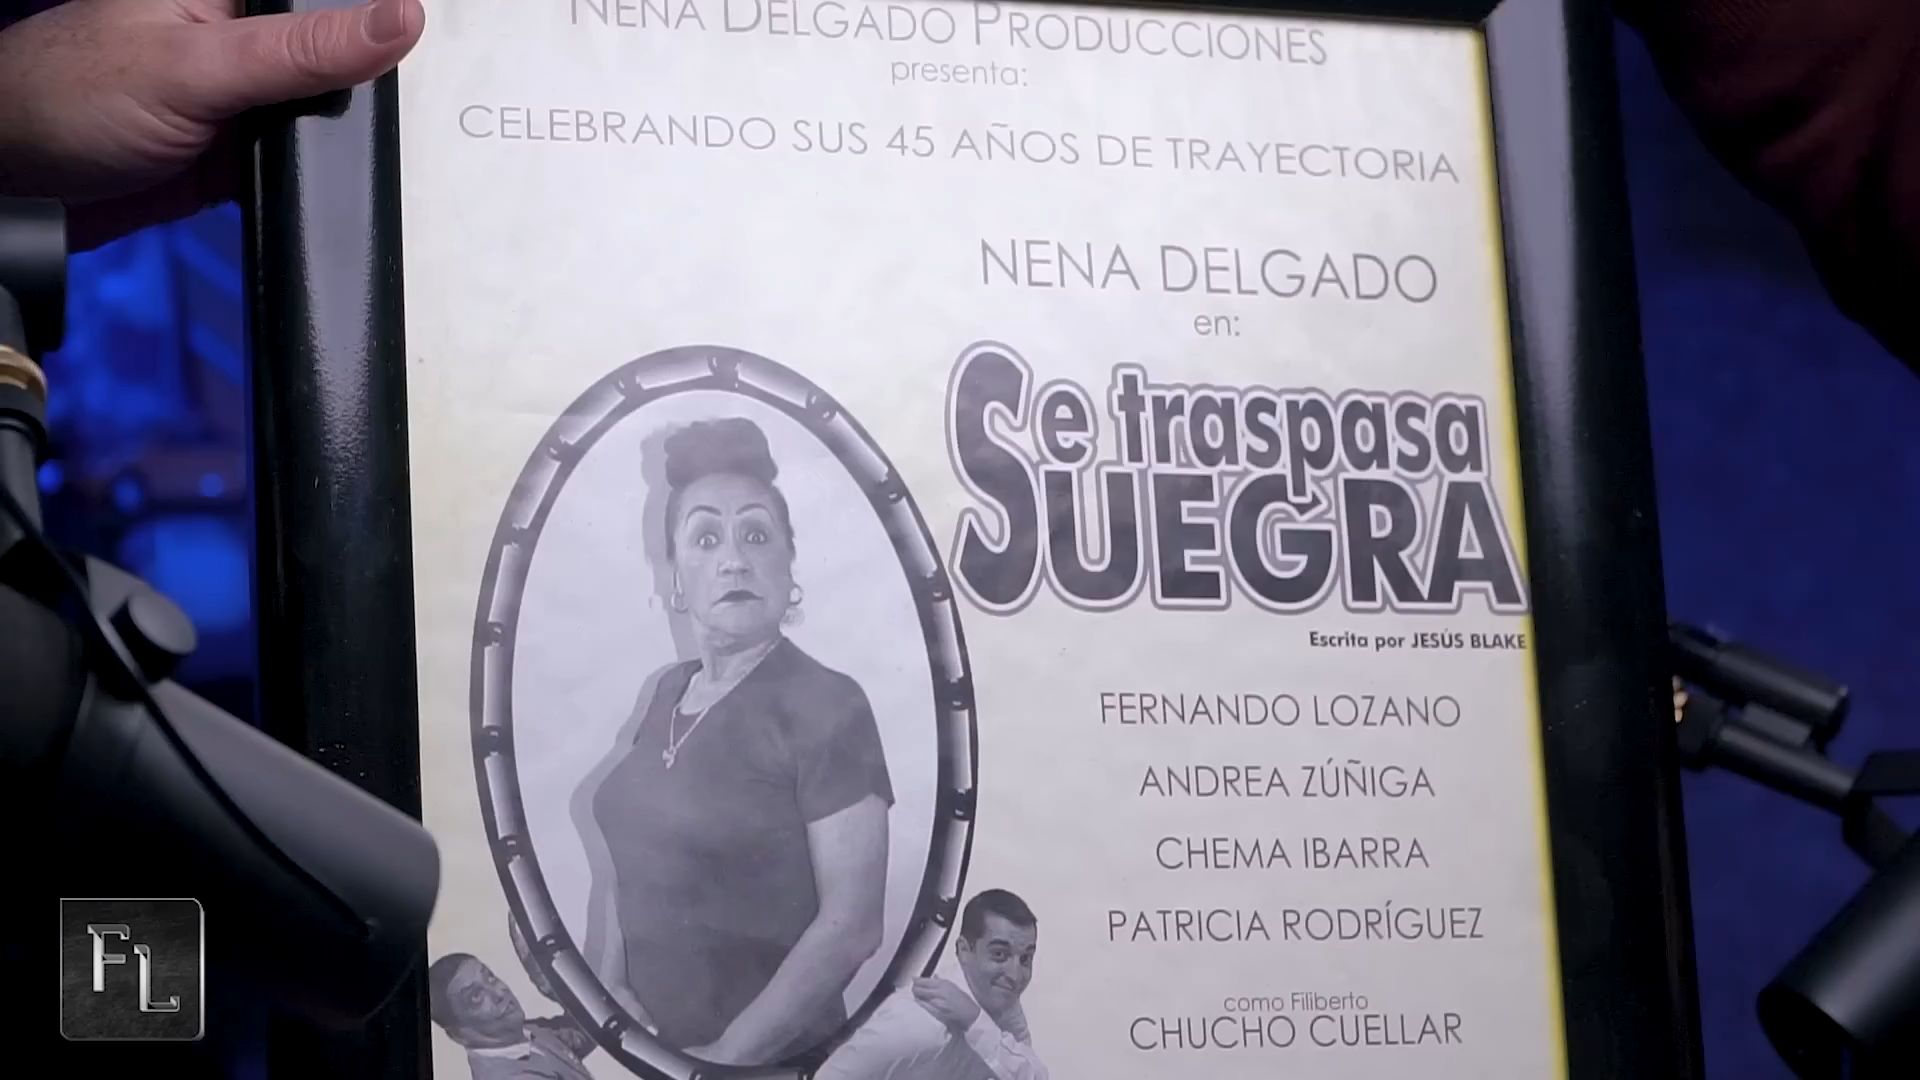 NENA DELGADO PRODUCCIONES
presenta:
CELEBRANDO SUS 45 AÑOS DE TRAYECTORIA
NENA DELGADO
en:
Se traspasa
SUEGRA
Escrita por JESÚS BLAKE
FERNANDO LOZANO
ANDREA ZÚÑIGA
CHEMA IBARRA
PATRICIA RODRÍGUEZ
como Filiberto
CHUCHO CUELLAR
FL